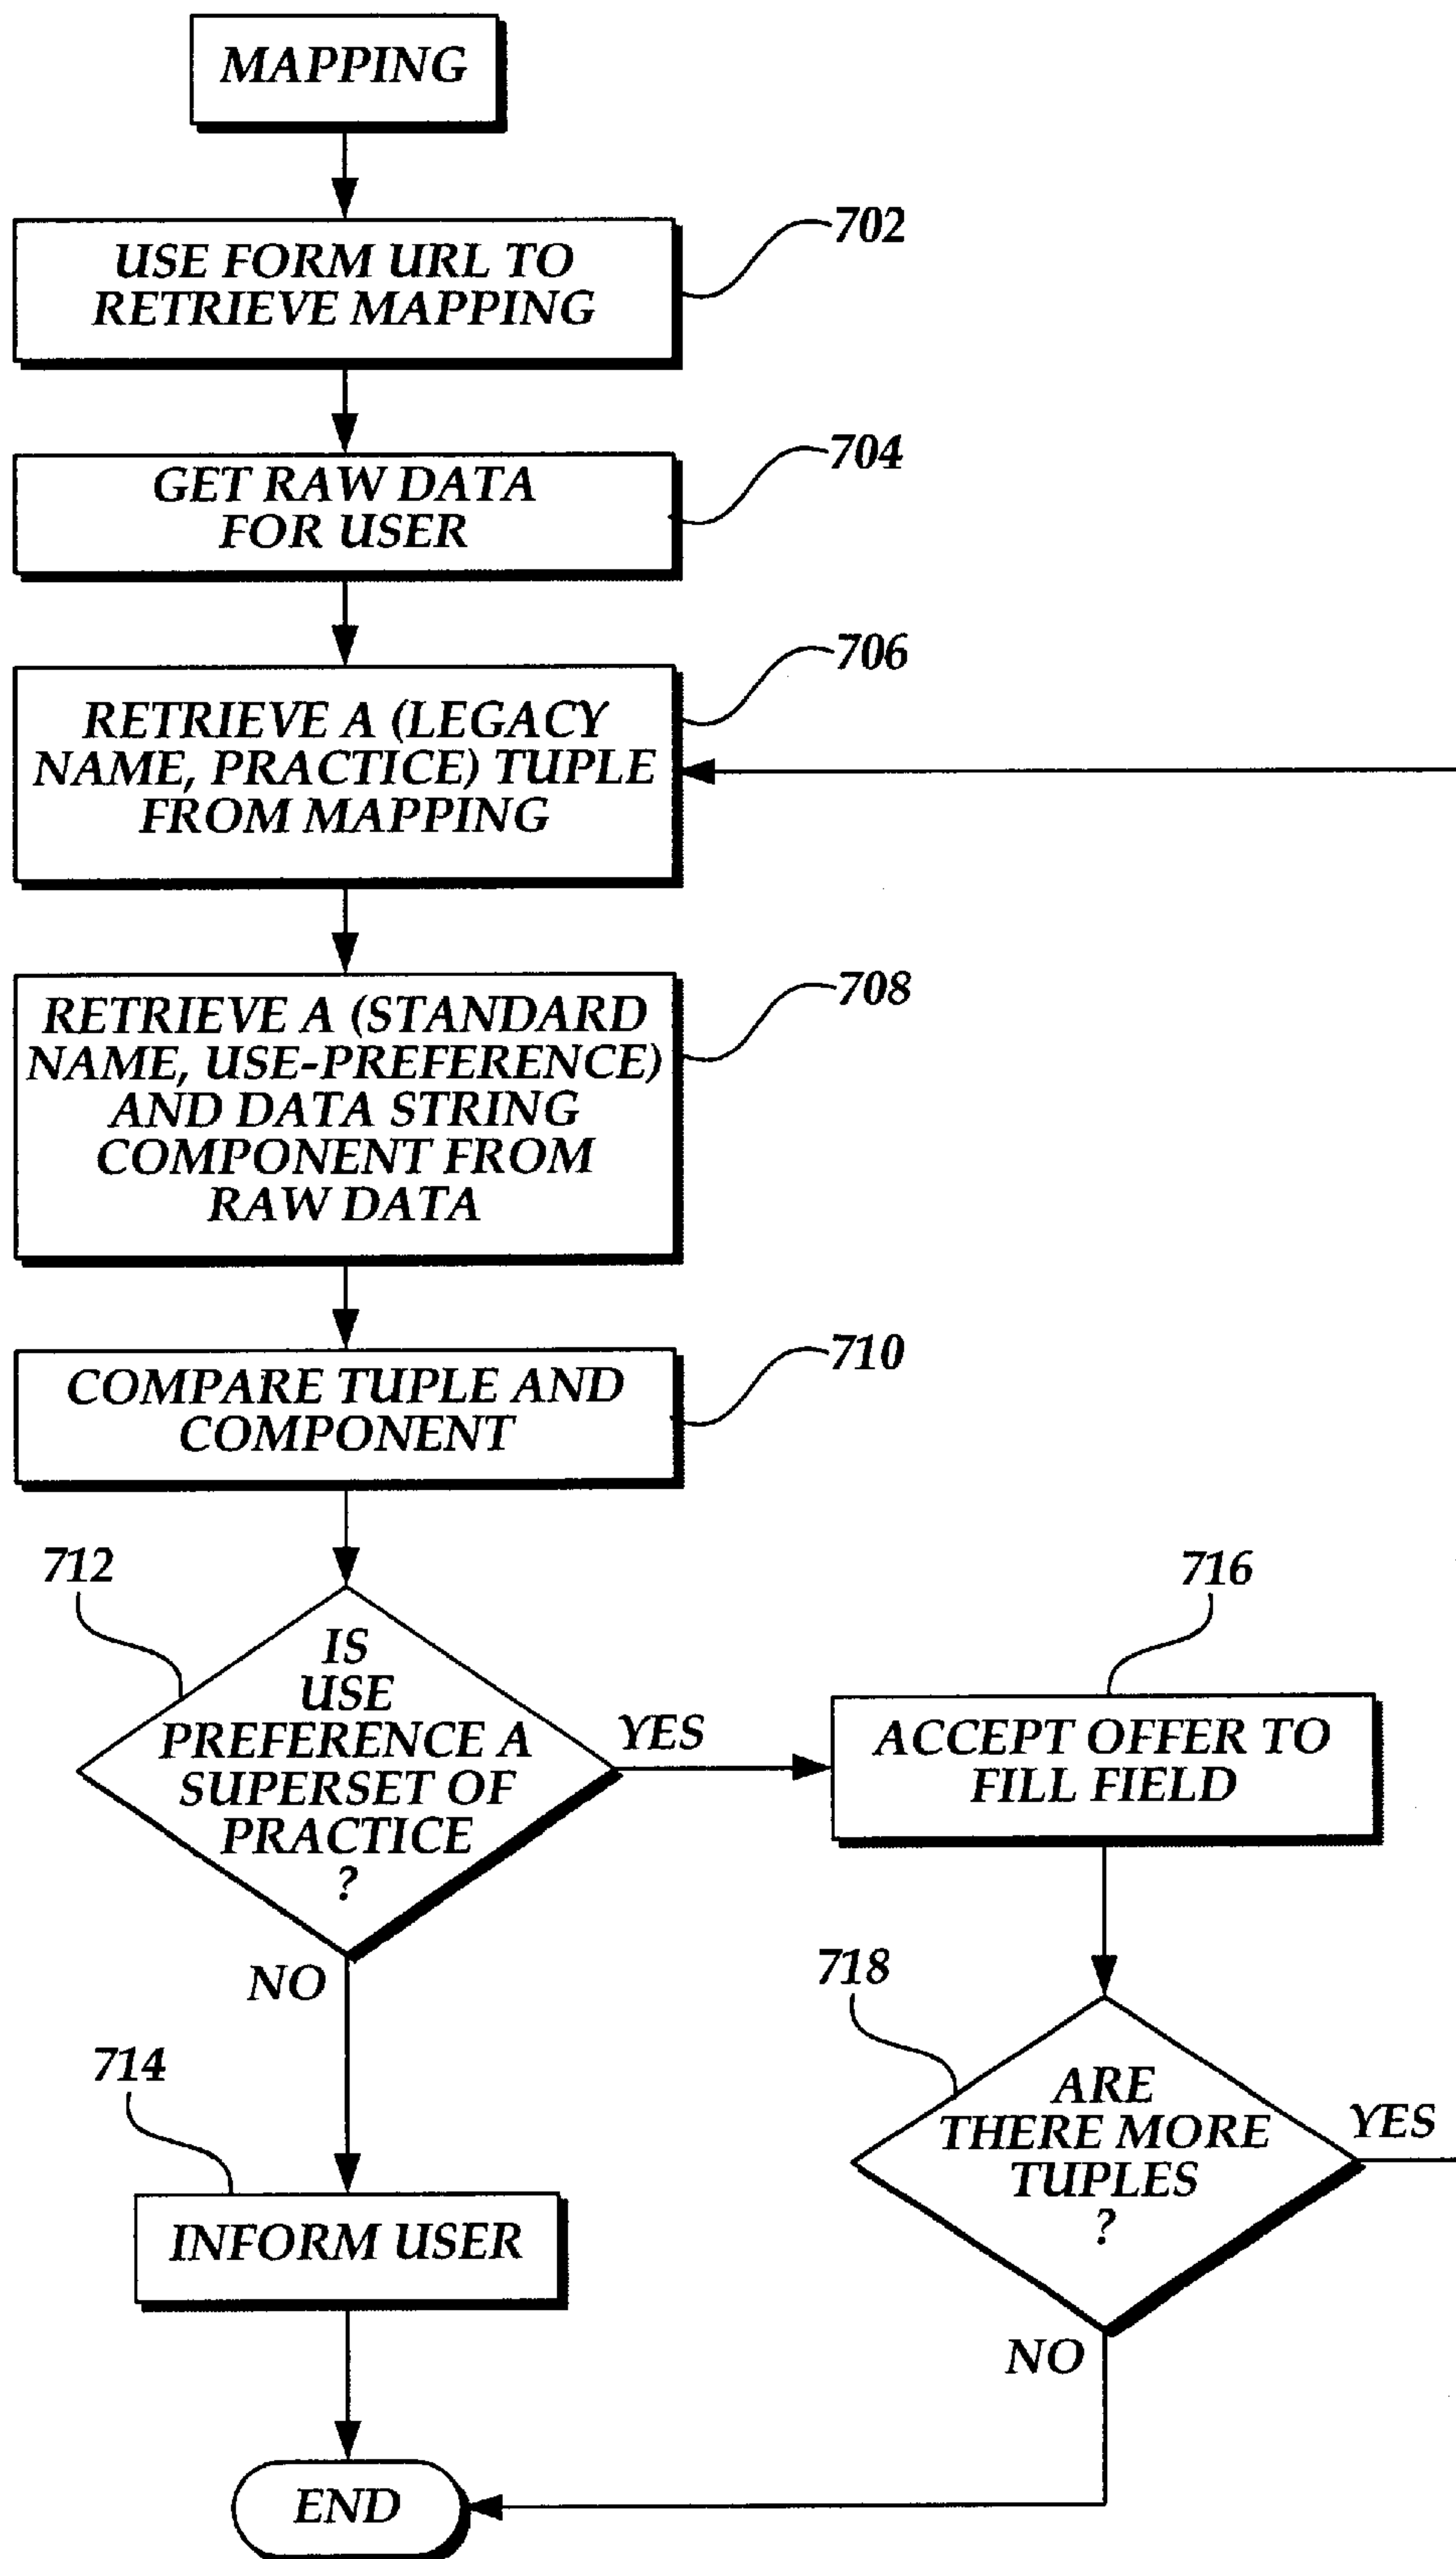 MAPPING
702
USE FORM URL TO
RETRIEVE MAPPING
704
GET RAW DATA
FOR USER
706
RETRIEVE A (LEGACY
NAME, PRACTICE) TUPLE
FROM MAPPING
708
RETRIEVE A (STANDARD
NAME, USE-PREFERENCE)
AND DATA STRING
COMPONENT FROM
RAW DATA
710
COMPARE TUPLE AND
COMPONENT
712
IS
USE
PREFERENCE A
SUPERSET OF
PRACTICE
?
YES
NO
716
ACCEPT OFFER TO
FILL FIELD
718
ARE
THERE MORE
TUPLES
?
YES
NO
714
INFORM USER
END